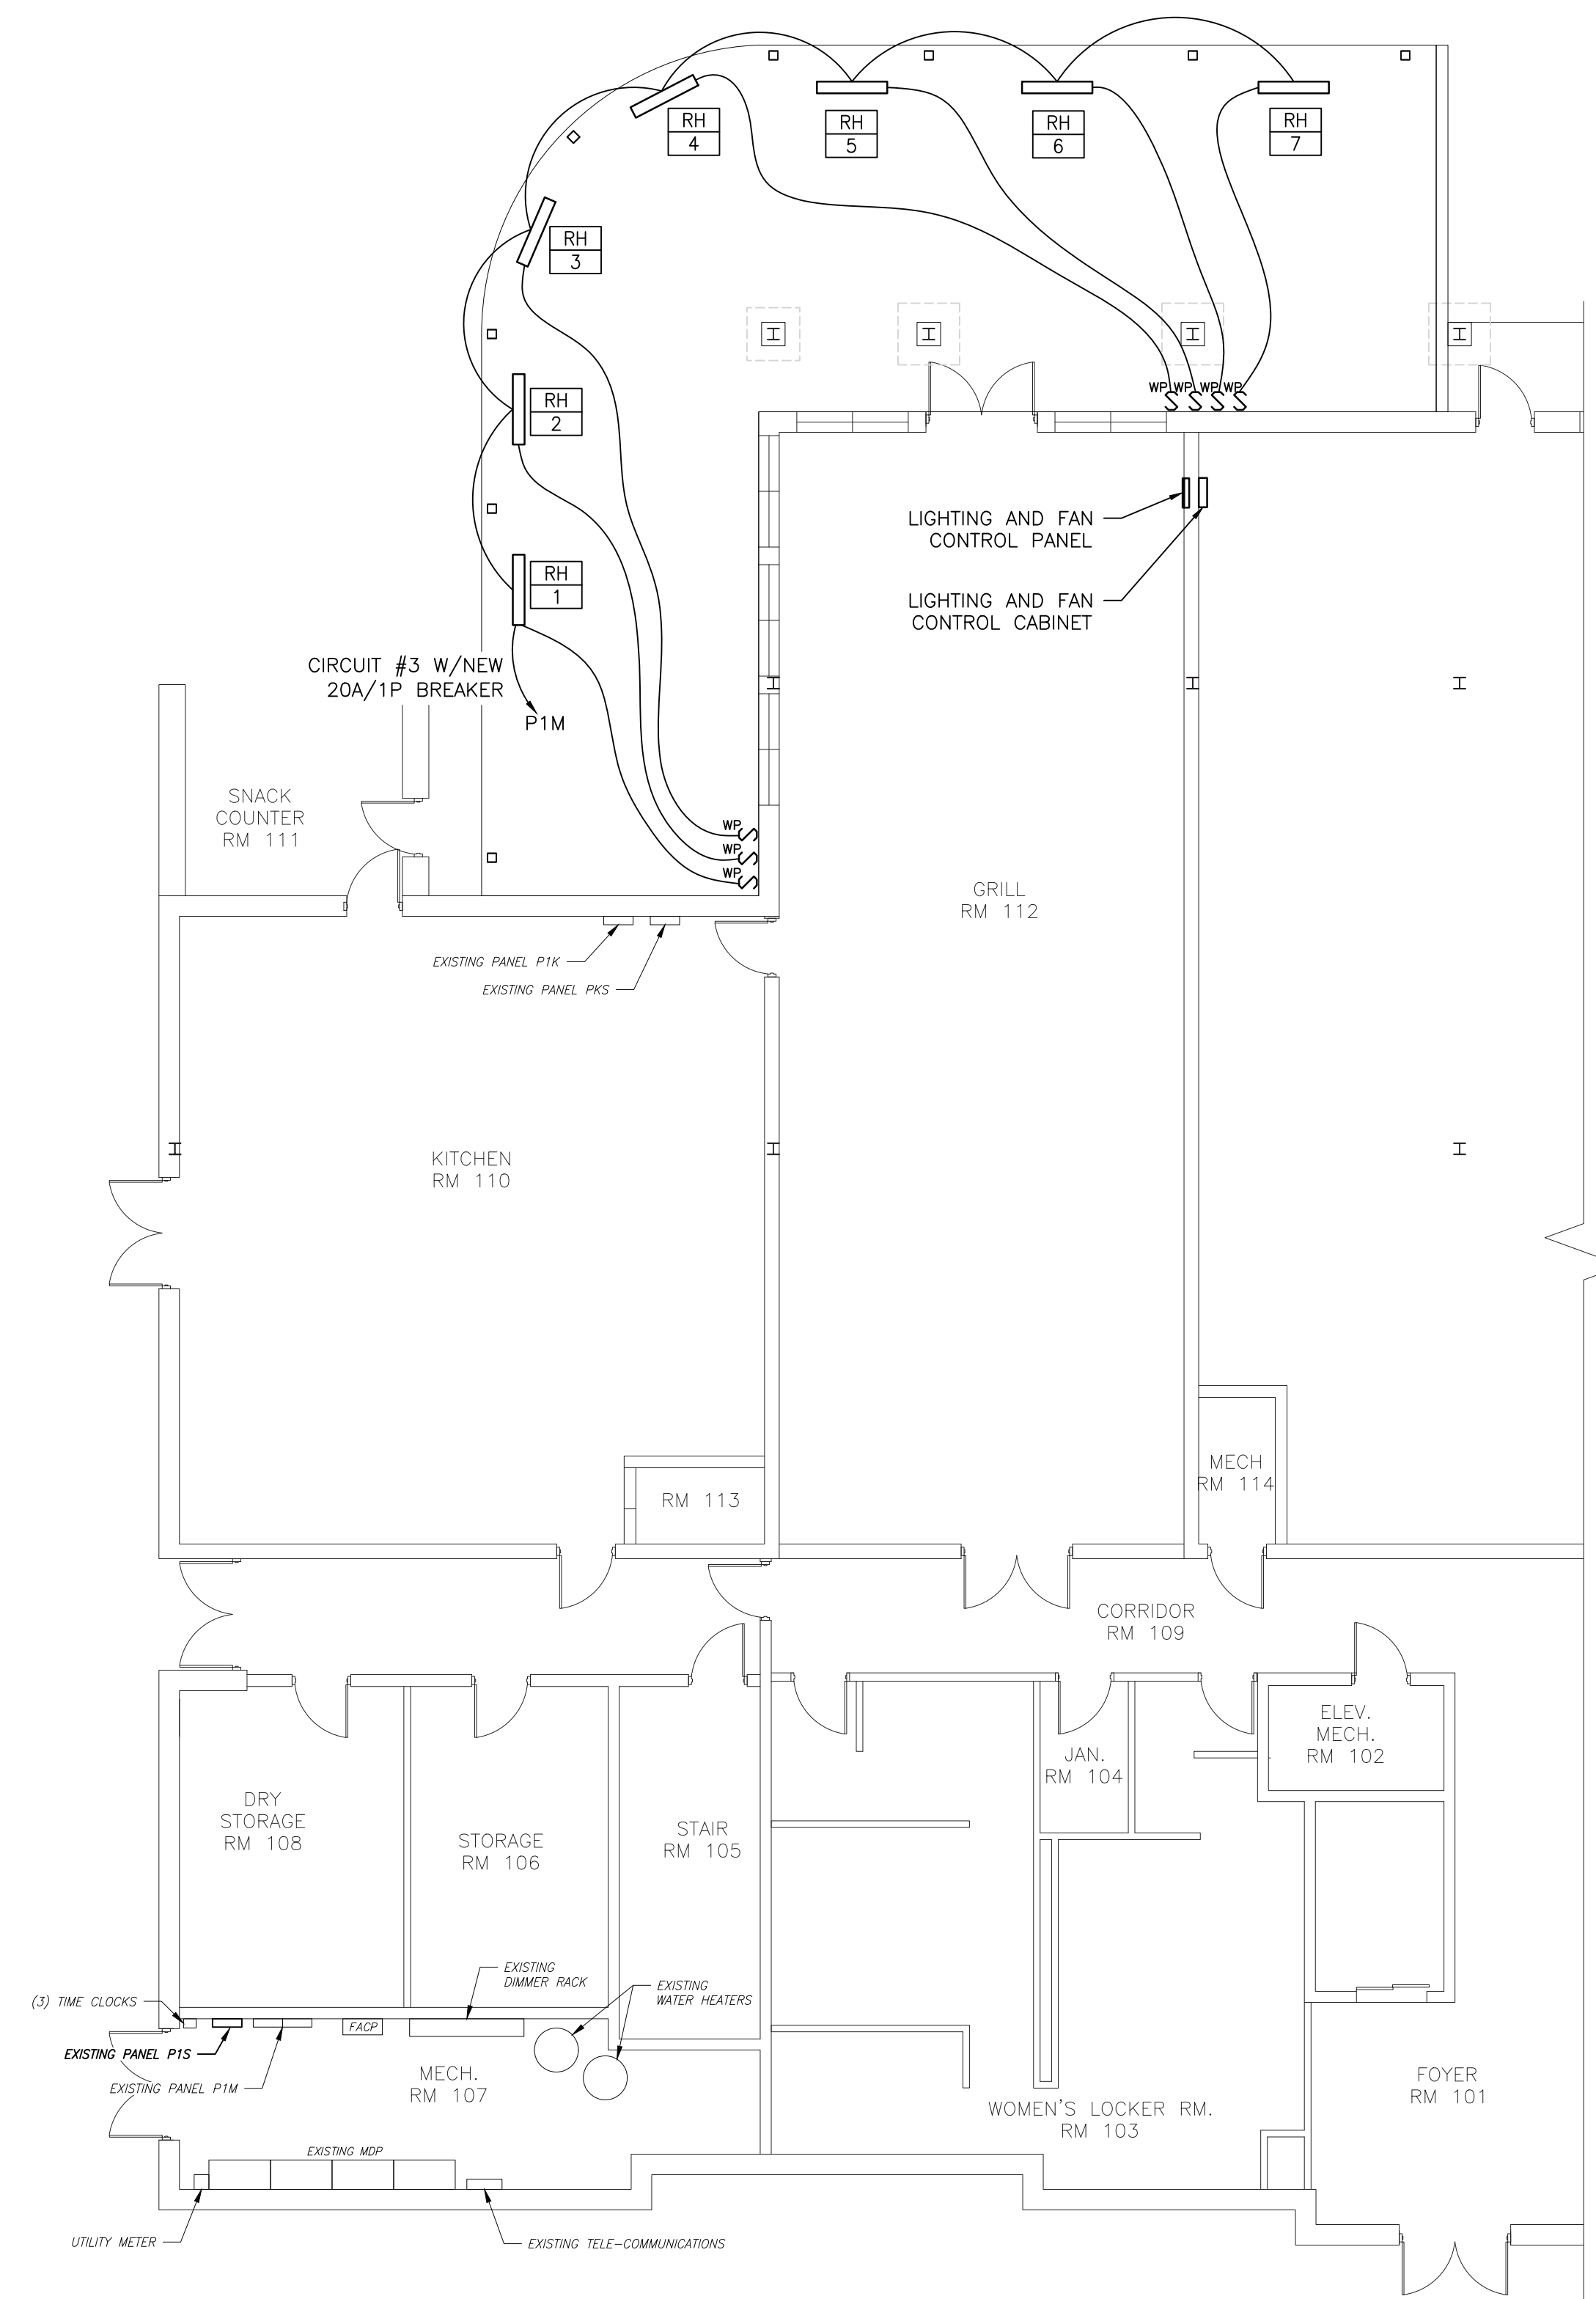 RH
4
RH
5
RH
6
RH
7
RH
3
RH
2
WP
WP
WP
WP
LIGHTING AND FAN
CONTROL PANEL
RH
1
LIGHTING AND FAN
CONTROL CABINET
CIRCUIT #3 W/NEW
20A/1P BREAKER
P1M
SNACK
COUNTER
RM 111
WP
WP
WP
GRILL
RM 112
EXISTING PANEL P1K
EXISTING PANEL PKS
KITCHEN
RM 110
MECH
RM 114
RM 113
CORRIDOR
RM 109
ELEV.
MECH.
RM 102
JAN.
RM 104
DRY
STORAGE
RM 108
STORAGE
RM 106
STAIR
RM 105
EXISTING
DIMMER RACK
EXISTING
WATER HEATERS
(3) TIME CLOCKS
FACP
EXISTING PANEL P1S
EXISTING PANEL P1M
MECH.
RM 107
FOYER
RM 101
WOMEN'S LOCKER RM.
RM 103
EXISTING MDP
UTILITY METER
EXISTING TELE-COMMUNICATIONS